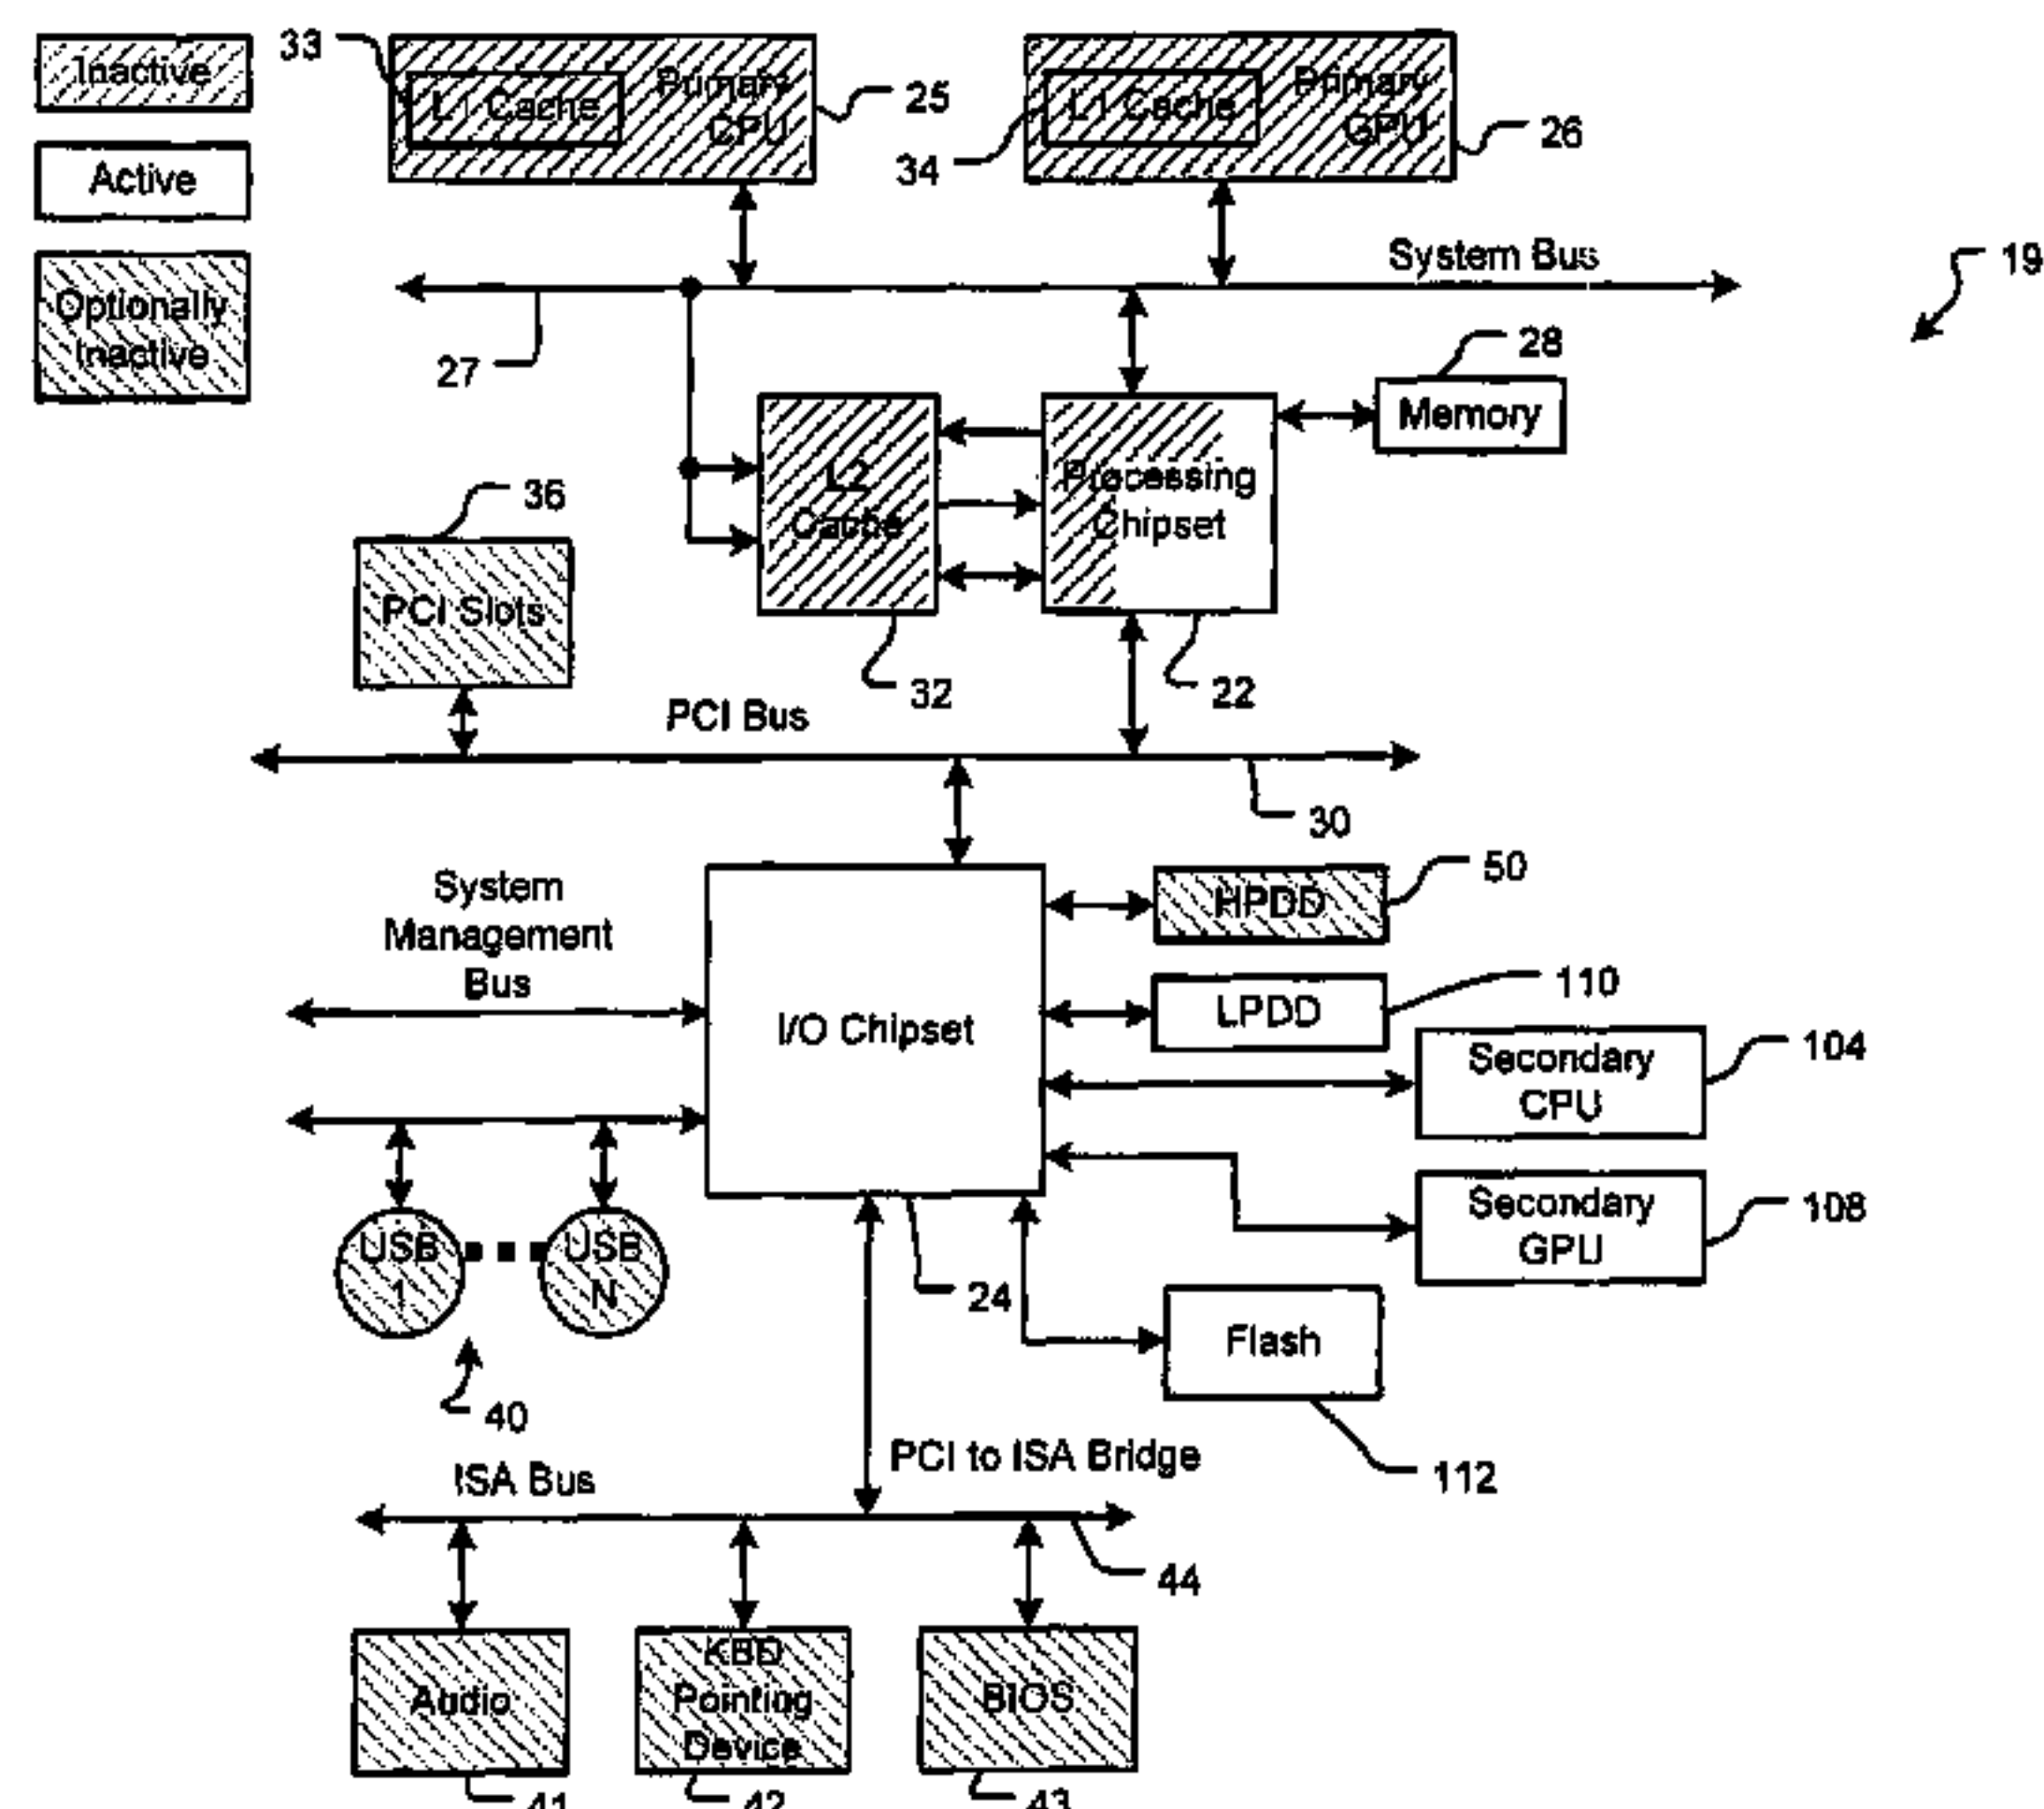 Inactive
Active
Optionally
Inactive
33
L1 Cache
Primary
CPU
25
34
L1 Cache
Primary
GPU
26
System Bus
19
27
28
Memory
L2
Cache
Processing
Chipset
36
PCI Slots
32
22
PCI Bus
30
System
Management
Bus
I/O Chipset
HPDD
50
LPDD
110
Secondary
CPU
104
Secondary
GPU
108
USB
1
USB
N
24
Flash
40
112
PCI to ISA Bridge
ISA Bus
44
Audio
KBD
Pointing
Device
BIOS
41
42
43